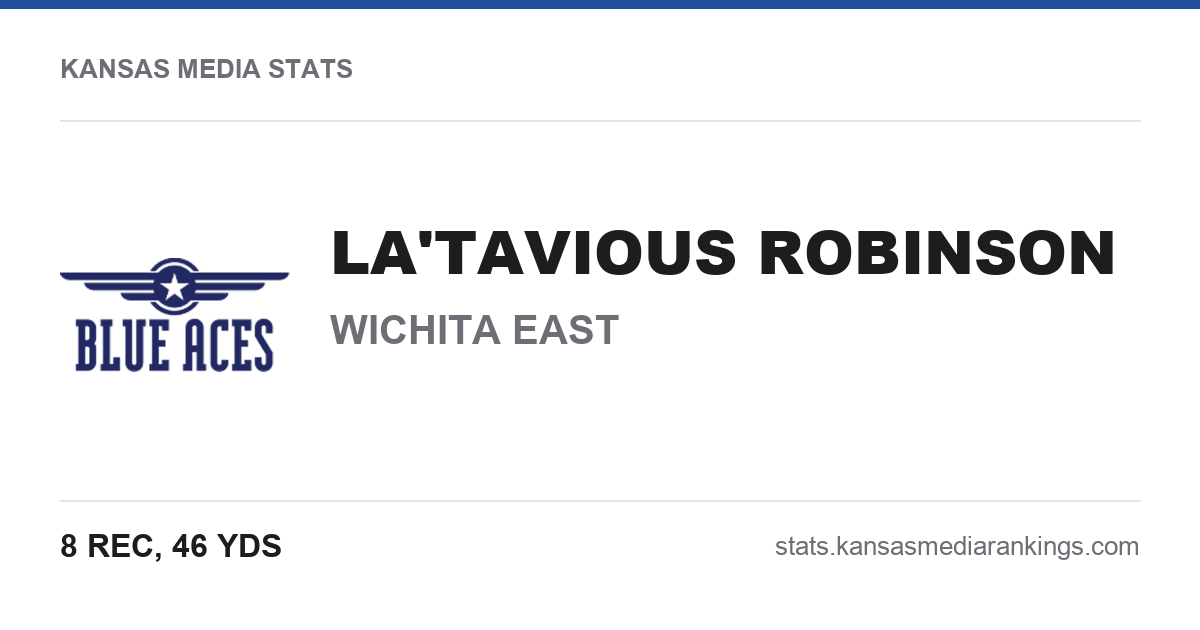 KANSAS MEDIA STATS
BLUE ACES
LA'TAVIOUS ROBINSON
WICHITA EAST
8 REC, 46 YDS
stats.kansasmediarankings.com